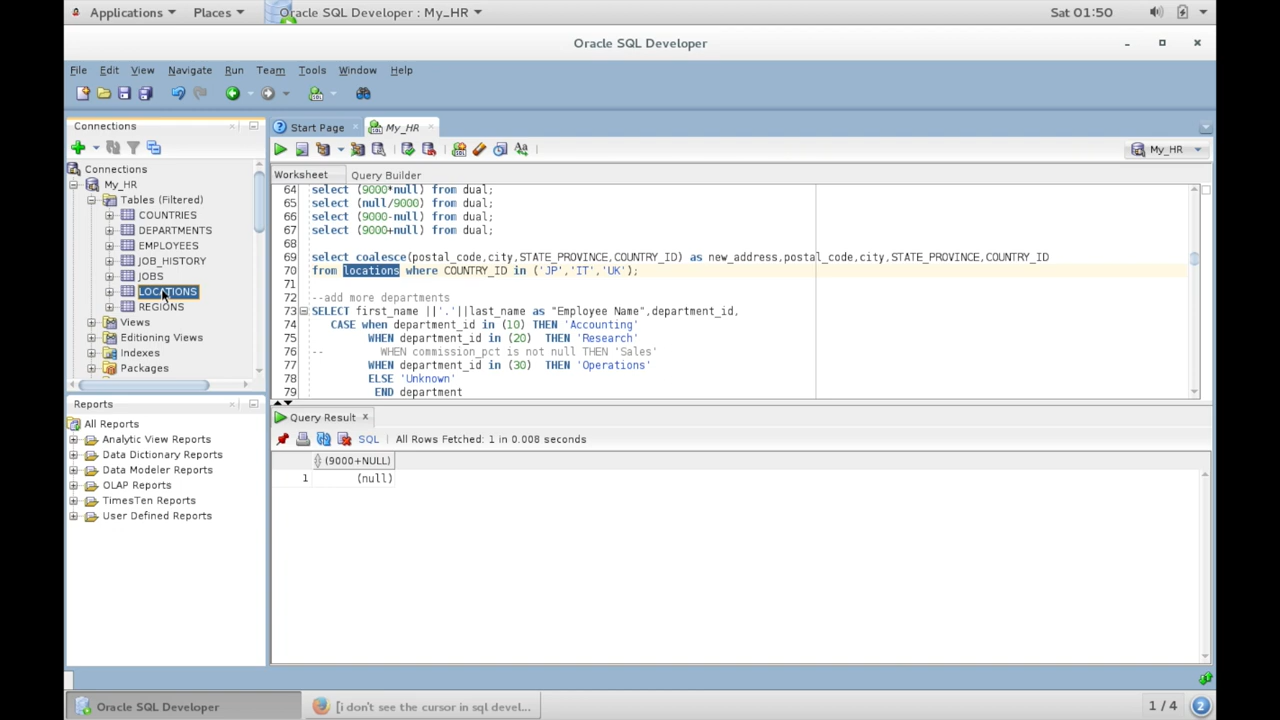 Applications Places Oracle SQL Developer : My_HR Sat 01:50
Oracle SQL Developer
File Edit View Navigate Run Team Tools Window Help
Connections
Connections
My_HR
Tables (Filtered)
COUNTRIES
DEPARTMENTS
EMPLOYEES
JOB_HISTORY
JOBS
LOCATIONS
REGIONS
Views
Editioning Views
Indexes
Packages
Reports
All Reports
Analytic View Reports
Data Dictionary Reports
Data Modeler Reports
OLAP Reports
TimesTen Reports
User Defined Reports
Start Page My_HR
My_HR
Worksheet Query Builder
64 select (9000*null) from dual;
65 select (null/9000) from dual;
66 select (9000-null) from dual;
67 select (9000+null) from dual;
68
69 select coalesce(postal_code,city,STATE_PROVINCE,COUNTRY_ID) as new_address,postal_code,city,STATE_PROVINCE,COUNTRY_ID
70 from locations where COUNTRY_ID in ('JP','IT','UK');
71
72 --add more departments
73 SELECT first_name ||'.'||last_name as "Employee Name",department_id,
74 CASE when department_id in (10) THEN 'Accounting'
75 WHEN department_id in (20) THEN 'Research'
76 -- WHEN commission_pct is not null THEN 'Sales'
77 WHEN department_id in (30) THEN 'Operations'
78 ELSE 'Unknown'
79 END department
Query Result
SQL All Rows Fetched: 1 in 0.008 seconds
(9000+NULL)
1 (null)
Oracle SQL Developer [i don't see the cursor in sql devel... 1 / 4 2